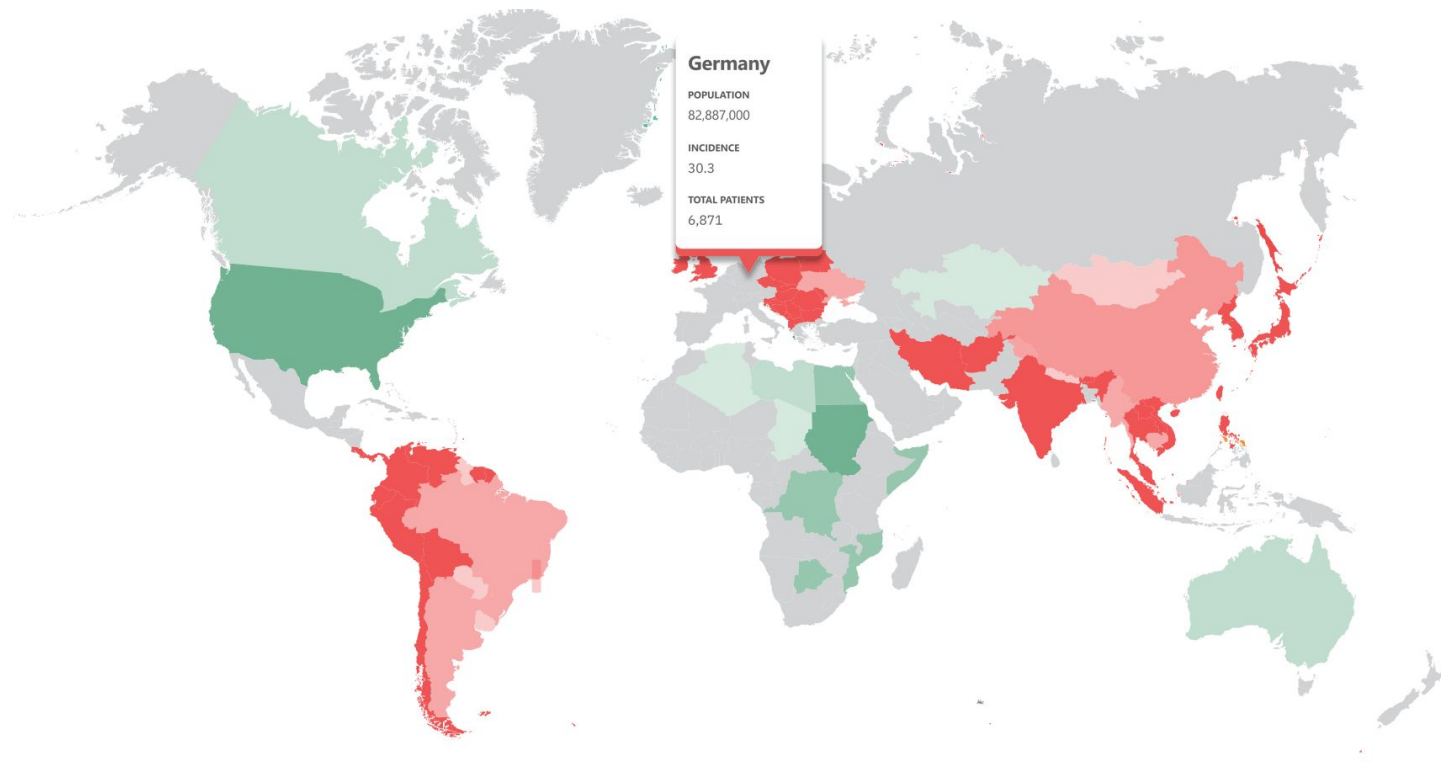 Germany
POPULATION
82,887,000
INCIDENCE
30.3
TOTAL PATIENTS
6,871